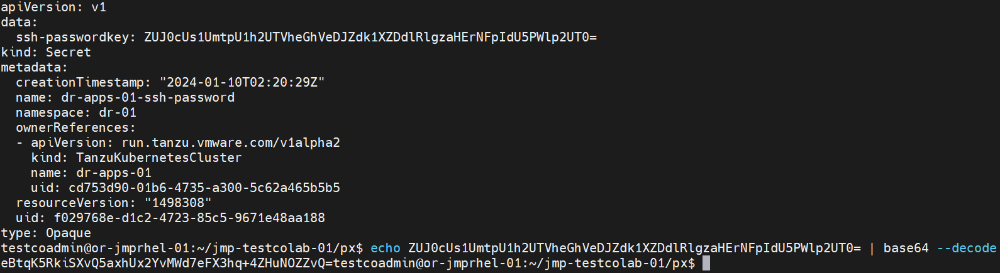 apiVersion: v1
data:
  ssh-passwordkey: ZUJ0cUs1UmtpU1h2UTVheGhVeDJZdk1XZDdlRlgzaHErNFpIdU5PWlp2UT0=
kind: Secret
metadata:
  creationTimestamp: "2024-01-10T02:20:29Z"
  name: dr-apps-01-ssh-password
  namespace: dr-01
  ownerReferences:
  - apiVersion: run.tanzu.vmware.com/v1alpha2
    kind: TanzuKubernetesCluster
    name: dr-apps-01
    uid: cd753d90-01b6-4735-a300-5c62a465b5b5
  resourceVersion: "1498308"
  uid: f029768e-d1c2-4723-85c5-9671e48aa188
type: Opaque
testcoadmin@or-jmprhel-01:~/jmp-testcolab-01/px$ echo ZUJ0cUs1UmtpU1h2UTVheGhVeDJZdk1XZDdlRlgzaHErNFpIdU5PWlp2UT0= | base64 --decode
eBtqK5RkiSXvQ5axhUx2YvMWd7eFX3hq+4ZHuNOZZvQ=testcoadmin@or-jmprhel-01:~/jmp-testcolab-01/px$